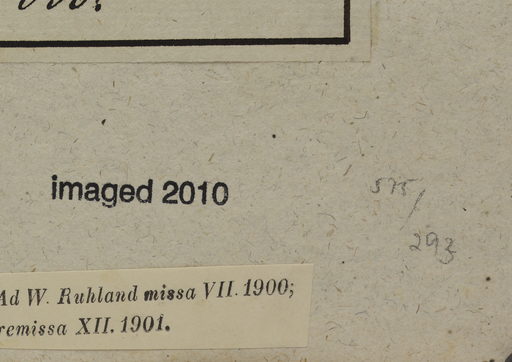 imaged 2010
575/
293
Ad W. Ruhland missa VII. 1900;
remissa XII. 1901.